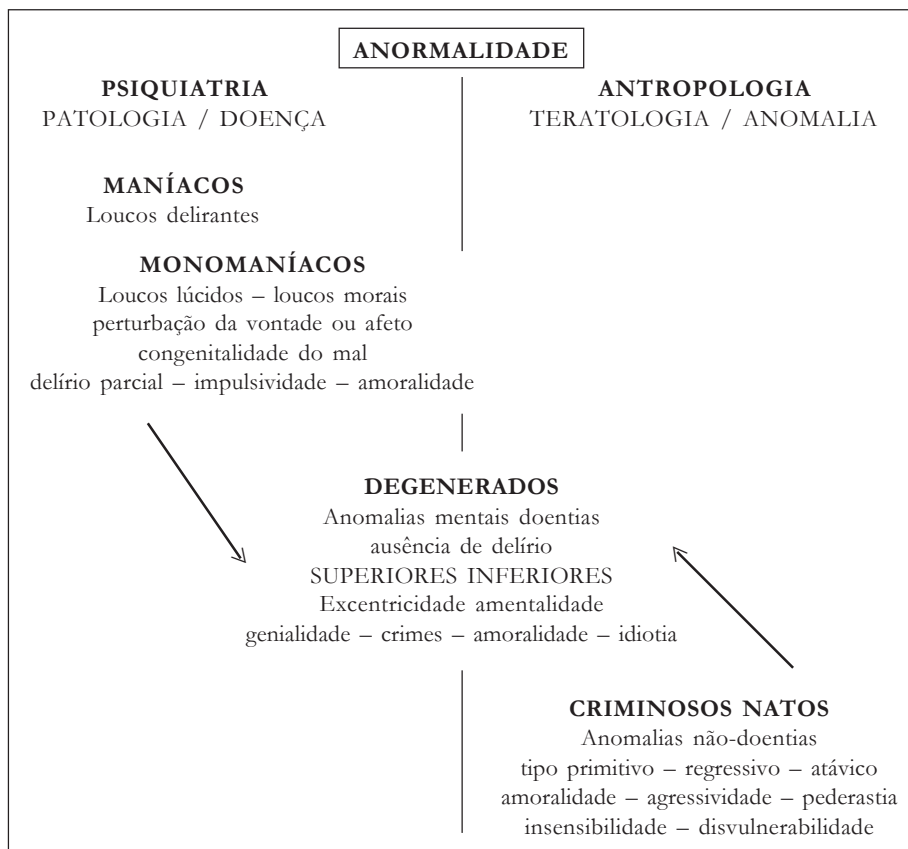 ANORMALIDADE
PSIQUIATRIA
PATOLOGIA / DOENÇA
ANTROPOLOGIA
TERATOLOGIA / ANOMALIA
MANÍACOS
Loucos delirantes
MONOMANÍACOS
Loucos lúcidos – loucos morais
perturbação da vontade ou afeto
congenitalidade do mal
delírio parcial – impulsividade – amoralidade
DEGENERADOS
Anomalias mentais doentias
ausência de delírio
SUPERIORES INFERIORES
Excentricidade amentalidade
genialidade – crimes – amoralidade – idiotia
CRIMINOSOS NATOS
Anomalias não-doentias
tipo primitivo – regressivo – atávico
amoralidade – agressividade – pederastia
insensibilidade – disvulnerabilidade